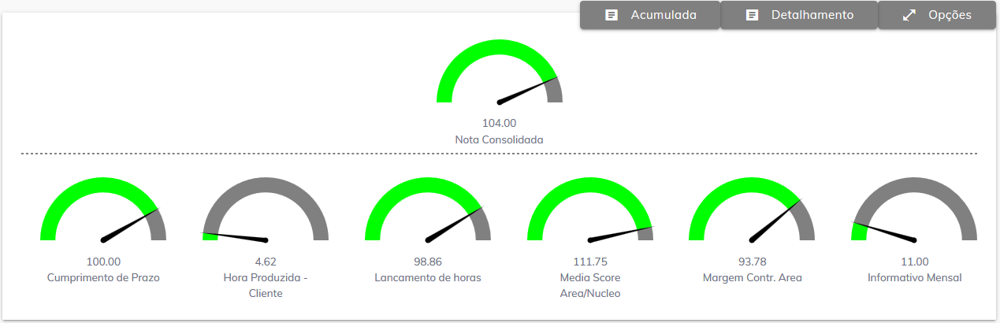 Acumulada
Detalhamento
Opções
104.00
Nota Consolidada
100.00
Cumprimento de Prazo
4.62
Hora Produzida -
Cliente
98.86
Lancamento de horas
111.75
Media Score
Area/Nucleo
93.78
Margem Contr. Area
11.00
Informativo Mensal